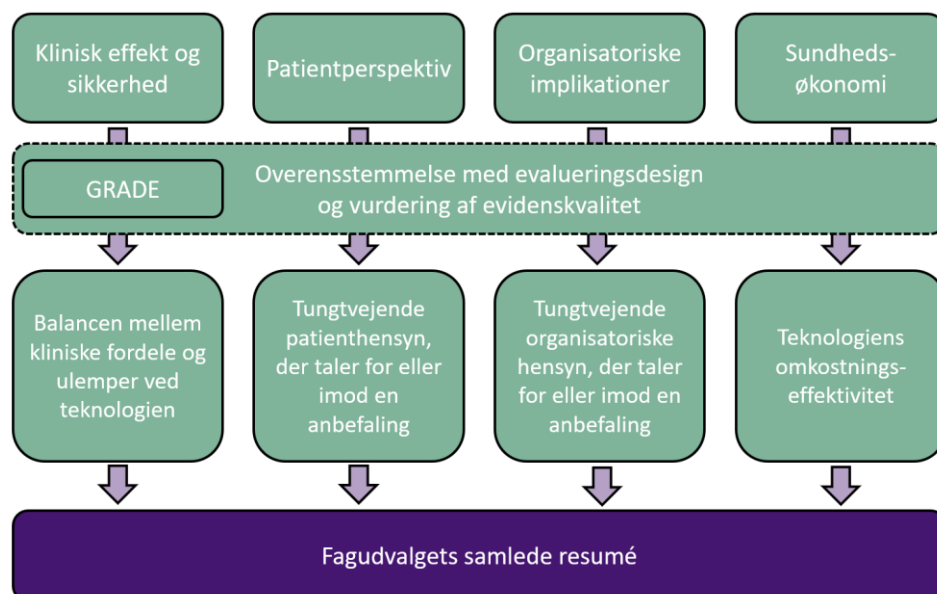 Klinisk effekt og
sikkerhed
Patientperspektiv
Organisatoriske
implikationer
Sundheds-
økonomi
GRADE
Overensstemmelse med evalueringsdesign
og vurdering af evidenskvalitet
Balancen mellem
kliniske fordele og
ulemper ved
teknologien
Tungtvejende
patienthensyn,
der taler for eller
imod en
anbefaling
Tungtvejende
organisatoriske
hensyn, der taler
for eller imod en
anbefaling
Teknologiens
omkostnings-
effektivitet
Fagudvalgets samlede resumé